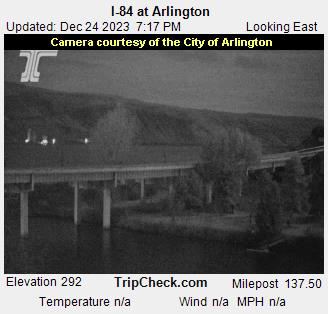 I-84 at Arlington
Updated: Dec 24 2023 7:17 PM Looking East
Camera courtesy of the City of Arlington
Elevation 292 TripCheck.com Milepost 137.50
Temperature n/a Wind n/a MPH n/a